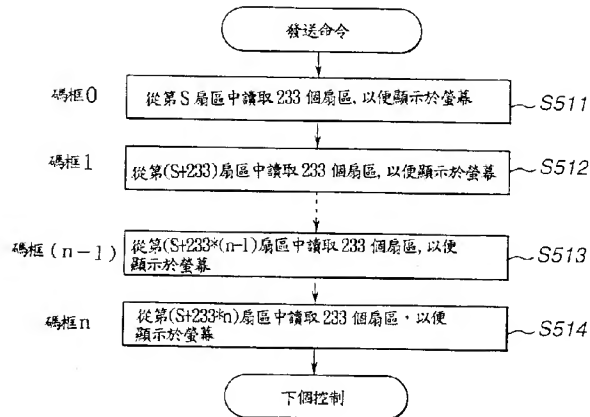 發送命令
碼框0
從第S扇區中讀取233個扇區,以便顯示於螢幕
S511
碼框1
從第(S+233)扇區中讀取233個扇區,以便顯示於螢幕
S512
碼框(n-1)
從第(S+233*(n-1)扇區中讀取233個扇區,以便
顯示於螢幕
S513
碼框n
從第(S+233*n)扇區中讀取233個扇區,以便
顯示於螢幕
S514
下個控制